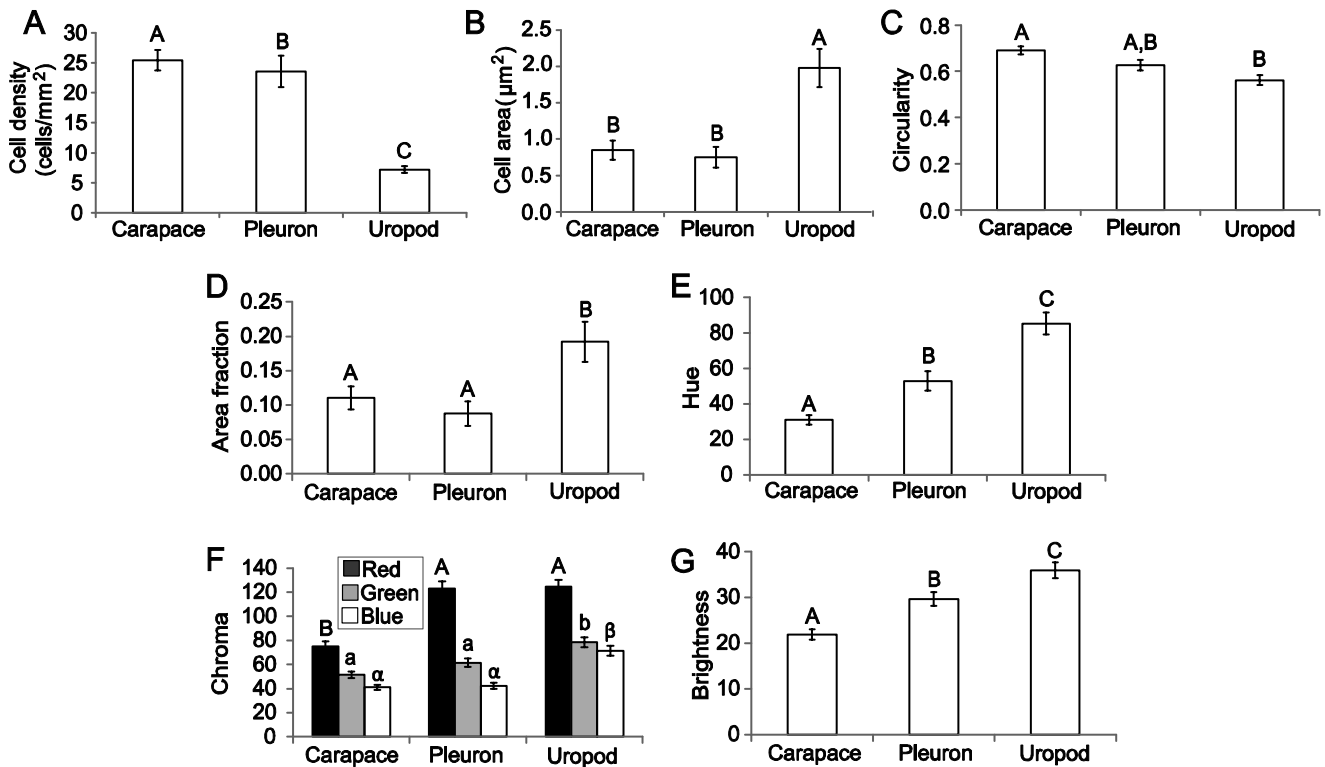 A
Cell density
(cells/mm²)
30
25
20
15
10
5
0
A
B
C
Carapace
Pleuron
Uropod
B
Cell area(µm²)
2.5
2.0
1.5
1.0
0.5
0.0
B
B
A
Carapace
Pleuron
Uropod
C
Circularity
0.8
0.6
0.4
0.2
0.0
A
A,B
B
Carapace
Pleuron
Uropod
D
Area fraction
0.25
0.20
0.15
0.10
0.05
0.00
A
A
B
Carapace
Pleuron
Uropod
E
Hue
100
80
60
40
20
0
A
B
C
Carapace
Pleuron
Uropod
F
Chroma
140
120
100
80
60
40
20
0
Red
Green
Blue
B
a
α
A
a
α
A
b
β
Carapace
Pleuron
Uropod
G
Brightness
40
30
20
10
0
A
B
C
Carapace
Pleuron
Uropod